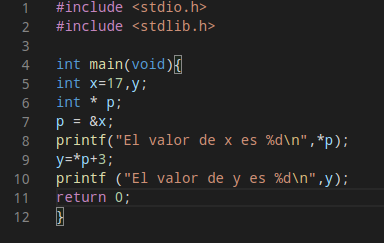 1 #include <stdio.h>
2 #include <stdlib.h>
3
4 int main(void){
5 int x=17,y;
6 int * p;
7 p = &x;
8 printf("El valor de x es %d\n",*p);
9 y=*p+3;
10 printf ("El valor de y es %d\n",y);
11 return 0;
12 }